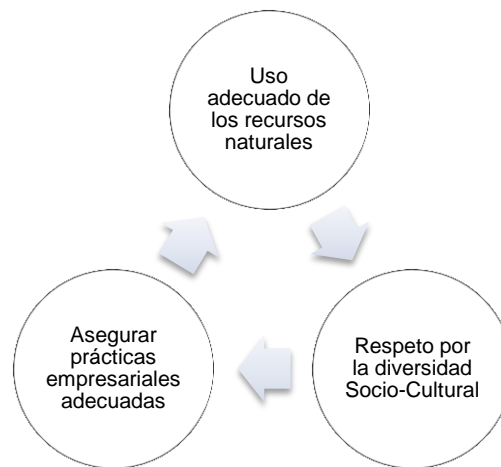 Uso
adecuado de
los recursos
naturales
Respeto por
la diversidad
Socio-Cultural
Asegurar
prácticas
empresariales
adecuadas